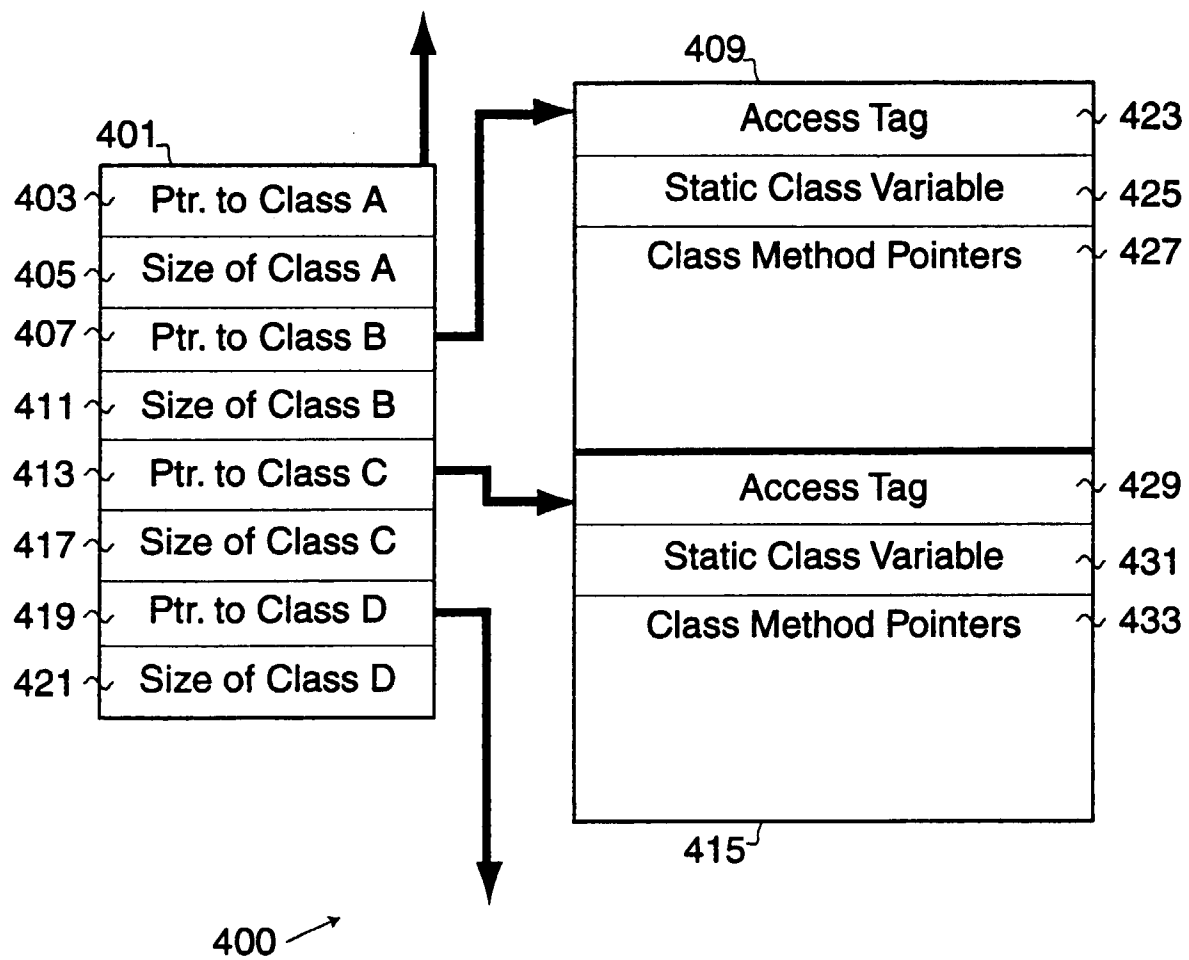 409
Access Tag 423
401
403 Ptr. to Class A
Static Class Variable 425
405 Size of Class A
Class Method Pointers 427
407 Ptr. to Class B
411 Size of Class B
413 Ptr. to Class C
Access Tag 429
417 Size of Class C
Static Class Variable 431
419 Ptr. to Class D
Class Method Pointers 433
421 Size of Class D
415
400